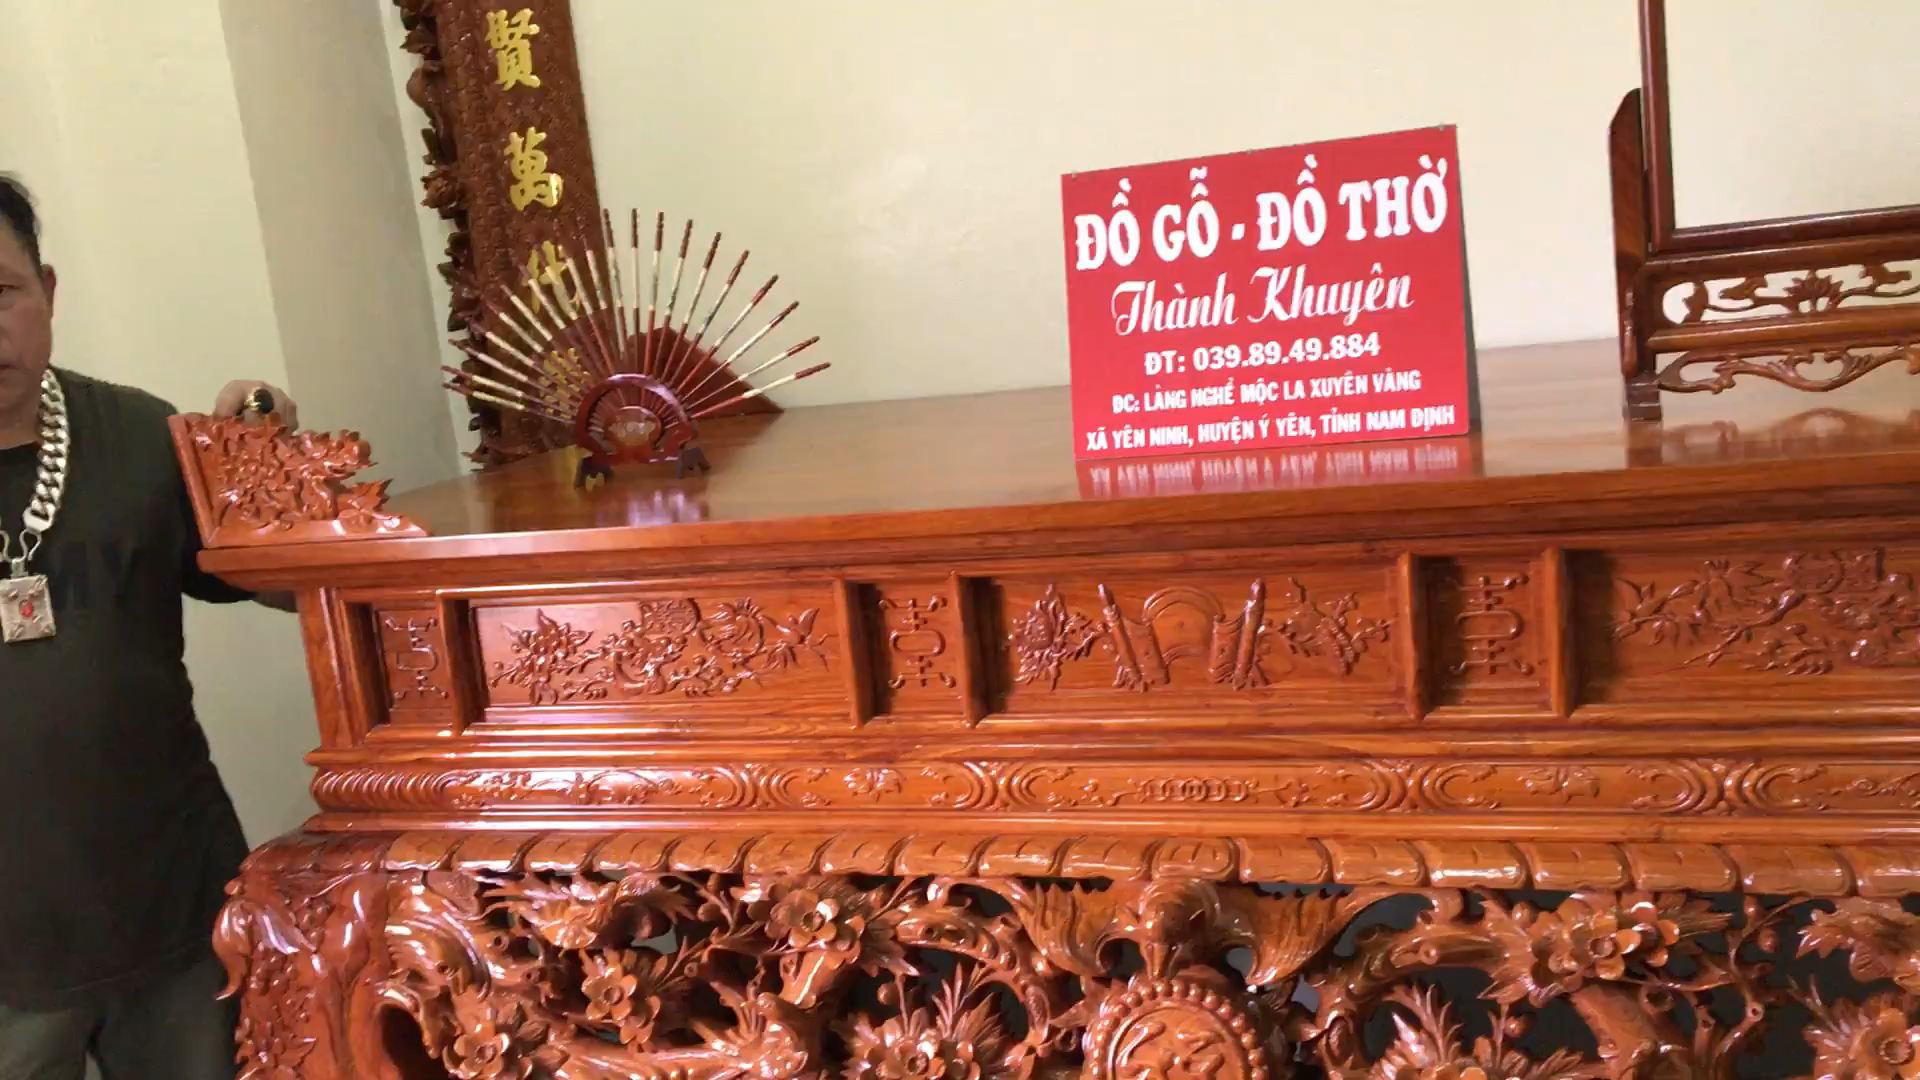 賢
萬
代
ĐỒ GỖ - ĐỒ THỜ
Thành Khuyên
ĐT: 039.89.49.884
ĐC: LÀNG NGHỀ MỘC LA XUYÊN VÀNG
XÃ YÊN NINH, HUYỆN Ý YÊN, TỈNH NAM ĐỊNH